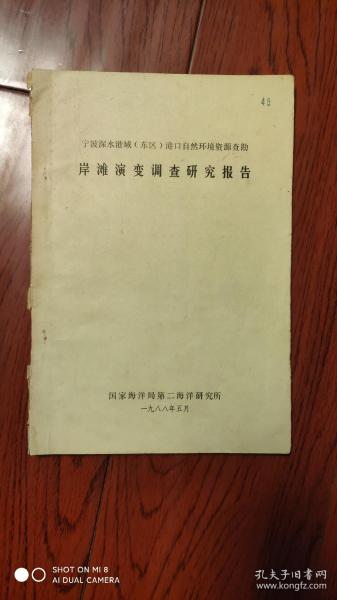 46
宁波深水港域（东区）港口自然环境资源查勘
岸滩演变调查研究报告
国家海洋局第二海洋研究所
一九八八年五月
SHOT ON MI 8
AI DUAL CAMERA
孔夫子旧书网
www.kongfz.com